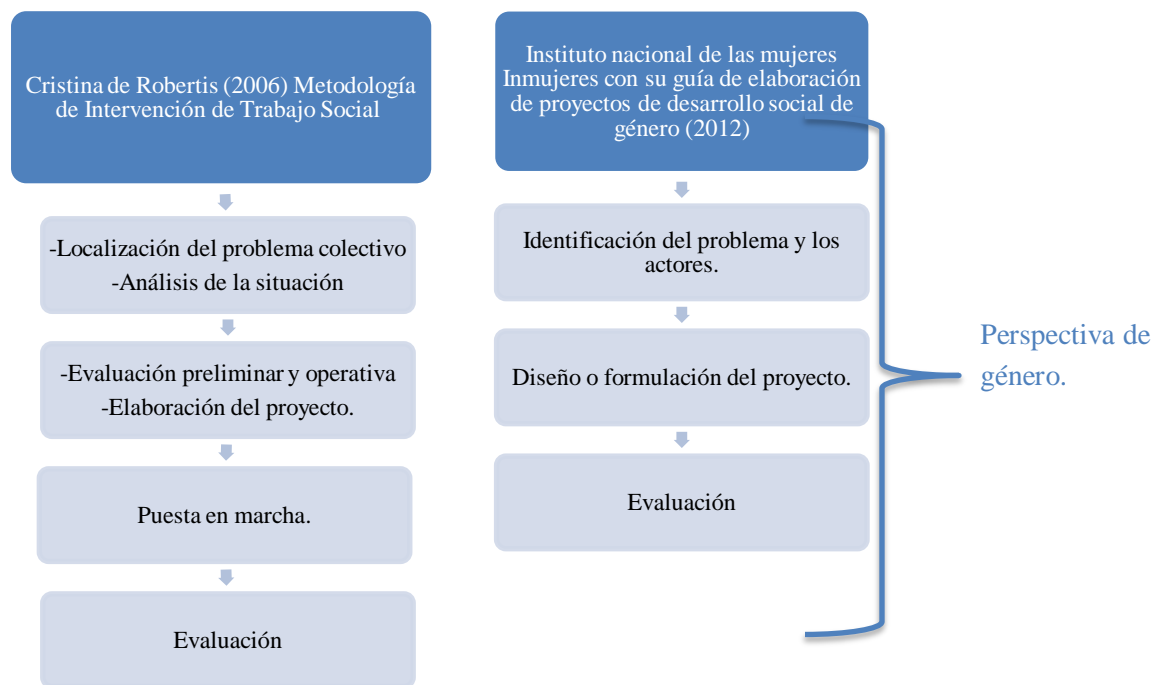 Cristina de Robertis (2006) Metodología
de Intervención de Trabajo Social
-Localización del problema colectivo
-Análisis de la situación
-Evaluación preliminar y operativa
-Elaboración del proyecto.
Puesta en marcha.
Evaluación
Instituto nacional de las mujeres
Inmujeres con su guía de elaboración
de proyectos de desarrollo social de
género (2012)
Identificación del problema y los
actores.
Diseño o formulación del proyecto.
Evaluación
Perspectiva de
género.